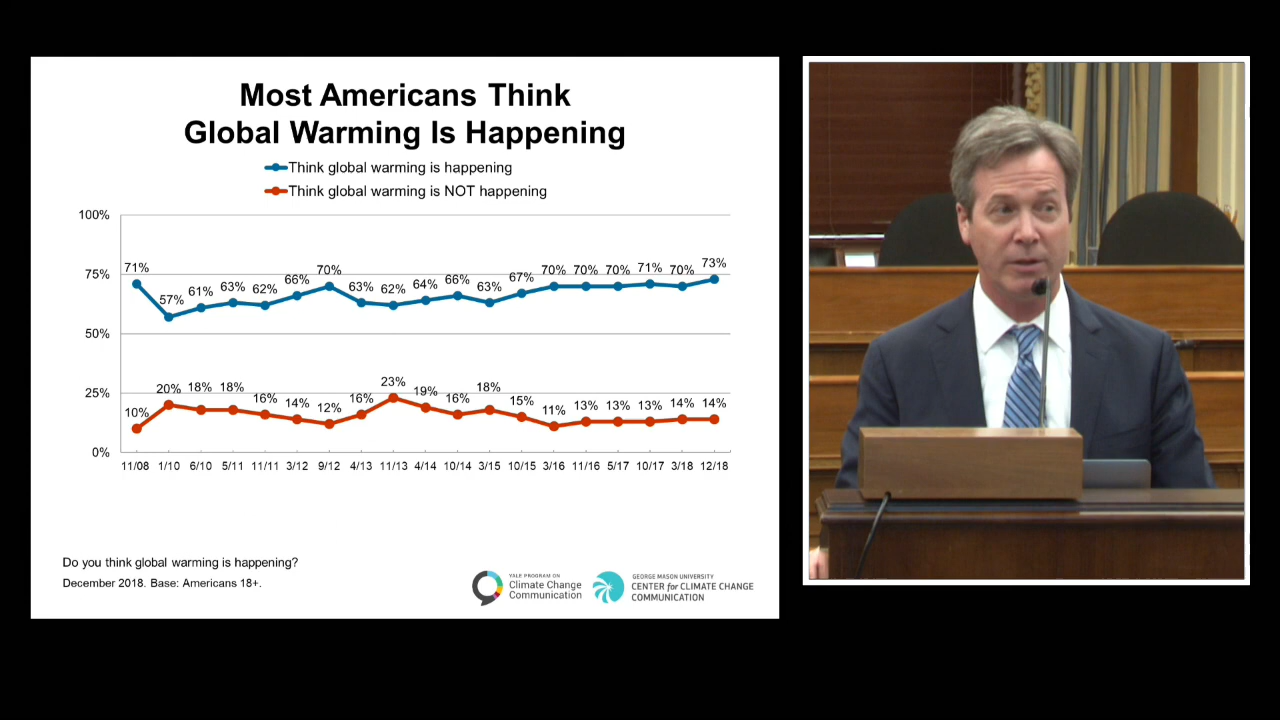 Most Americans Think
Global Warming Is Happening
Think global warming is happening
Think global warming is NOT happening
100%
75%
50%
25%
0%
71% 57% 61% 63% 62% 66% 70% 63% 62% 64% 66% 63% 67% 70% 70% 70% 71% 70% 73%
10% 20% 18% 18% 16% 14% 12% 16% 23% 19% 16% 18% 15% 11% 13% 13% 13% 14% 14%
11/08 1/10 6/10 5/11 11/11 3/12 9/12 4/13 11/13 4/14 10/14 3/15 10/15 3/16 11/16 5/17 10/17 3/18 12/18
Do you think global warming is happening?
December 2018. Base: Americans 18+.
YALE PROGRAM ON
Climate Change
Communication
GEORGE MASON UNIVERSITY
CENTER for CLIMATE CHANGE
COMMUNICATION